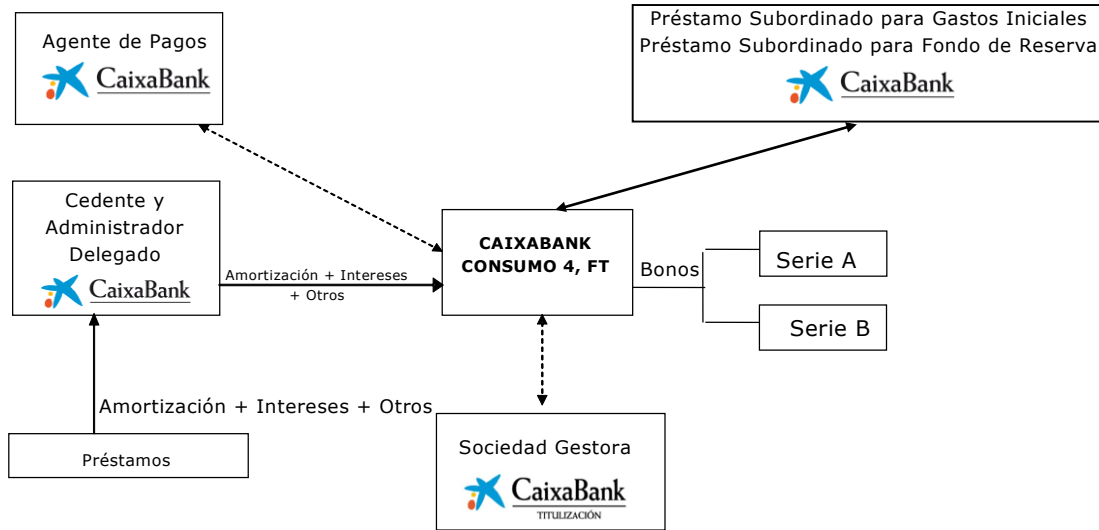 Agente de Pagos
CaixaBank
Préstamo Subordinado para Gastos Iniciales
Préstamo Subordinado para Fondo de Reserva
CaixaBank
Cedente y
Administrador
Delegado
CaixaBank
Amortización + Intereses
+ Otros
CAIXABANK
CONSUMO 4, FT
Bonos
Serie A
Serie B
Amortización + Intereses + Otros
Préstamos
Sociedad Gestora
CaixaBank
TITULIZACIÓN